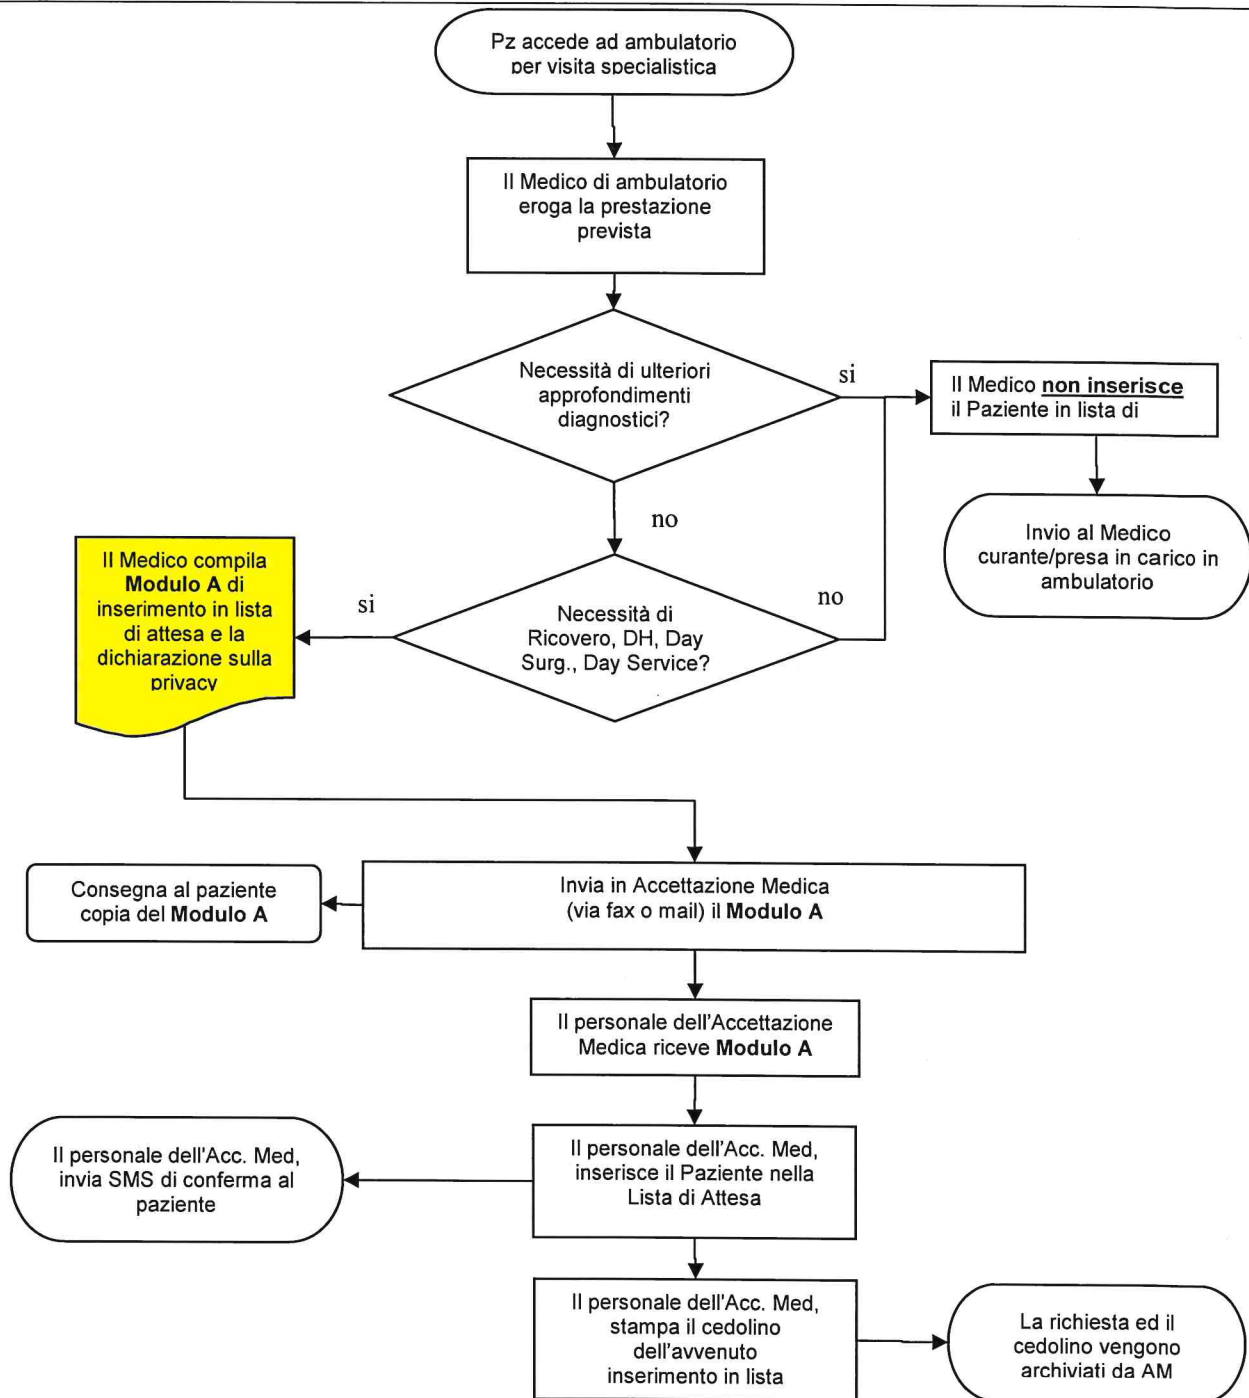 Pz accede ad ambulatorio
per visita specialistica
Il Medico di ambulatorio
eroga la prestazione
prevista
Necessità di ulteriori
approfondimenti
diagnostici?
si
Il Medico non inserisce
il Paziente in lista di
no
Invio al Medico
curante/presa in carico in
ambulatorio
Il Medico compila
Modulo A di
inserimento in lista
di attesa e la
dichiarazione sulla
privacy
si
Necessità di
Ricovero, DH, Day
Surg., Day Service?
no
Consegna al paziente
copia del Modulo A
Invia in Accettazione Medica
(via fax o mail) il Modulo A
Il personale dell'Accettazione
Medica riceve Modulo A
Il personale dell'Acc. Med,
invia SMS di conferma al
paziente
Il personale dell'Acc. Med,
inserisce il Paziente nella
Lista di Attesa
Il personale dell'Acc. Med,
stampa il cedolino
dell'avvenuto
inserimento in lista
La richiesta ed il
cedolino vengono
archiviati da AM